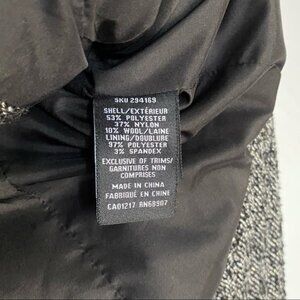 SKU 294169
SHELL/EXTÉRIEUR
53% POLYESTER
37% NYLON
10% WOOL/LAINE
LINING/DOUBLURE
97% POLYESTER
3% SPANDEX
EXCLUSIVE OF TRIMS/
GARNITURES NON
COMPRISES
MADE IN CHINA
FABRIQUÉ EN CHINE
CA01217 RN68907